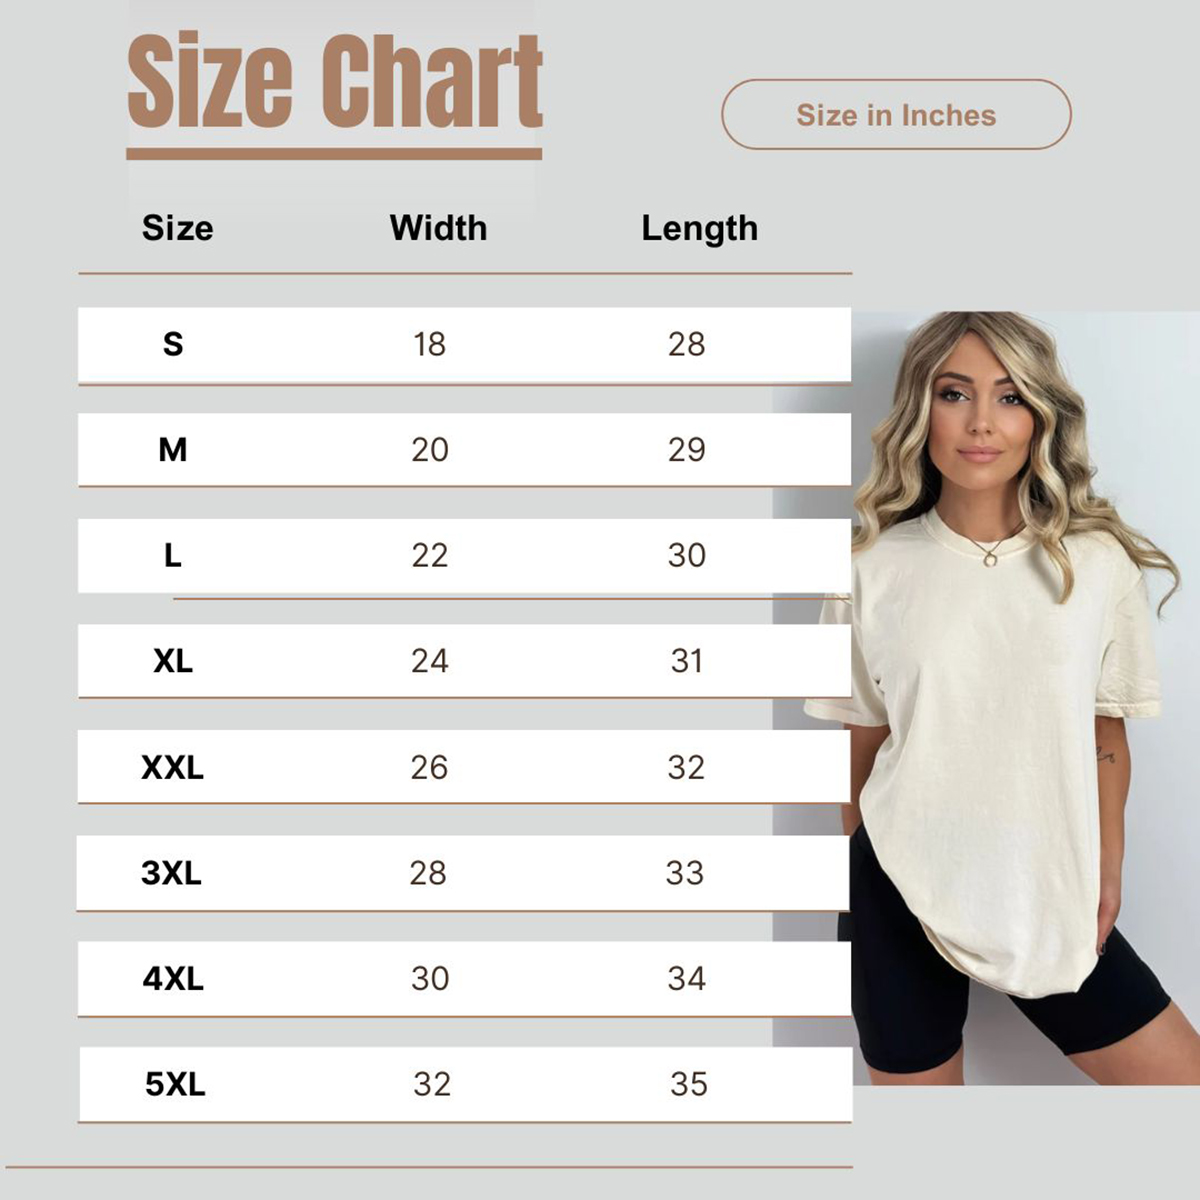 Size Chart
Size in Inches
Size Width Length
S 18 28
M 20 29
L 22 30
XL 24 31
XXL 26 32
3XL 28 33
4XL 30 34
5XL 32 35